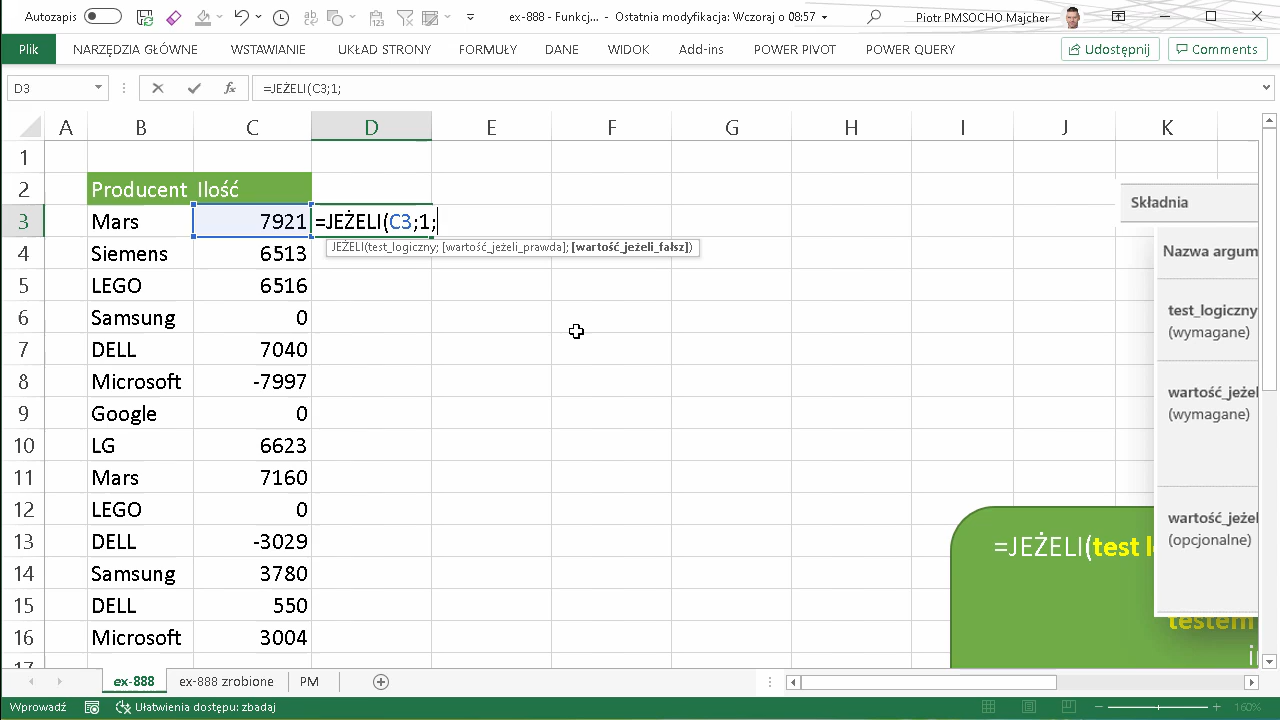 Autozapis
ex-888 - Funkcj... - Ostatnia modyfikacja: Wczoraj o 08:17
Piotr PMSOCHO Majcher
Plik NARZĘDZIA GŁÓWNE WSTAWIANIE UKŁAD STRONY FORMUŁY DANE WIDOK Add-ins POWER PIVOT POWER QUERY Udostępnij Comments
D3 fx =JEŻELI(C3;1;
A B C D E F G H I J K
1
2 Producent Ilość
3 Mars 7921 =JEŻELI(C3;1;
JEŻELI(test_logiczny; [wartość_jeżeli_prawda]; [wartość_jeżeli_fałsz])
4 Siemens 6513
5 LEGO 6516
6 Samsung 0
7 DELL 7040
8 Microsoft -7997
9 Google 0
10 LG 6623
11 Mars 7160
12 LEGO 0
13 DELL -3029
14 Samsung 3780
15 DELL 550
16 Microsoft 3004
17
Składnia
Nazwa argum
test_logiczny
(wymagane)
wartość_jeżel
(wymagane)
wartość_jeżel
(opcjonalne)
=JEŻELI(test l
testem
ex-888 ex-888 zrobione PM
Wprowadź Ułatwienia dostępu: zbadaj 160%